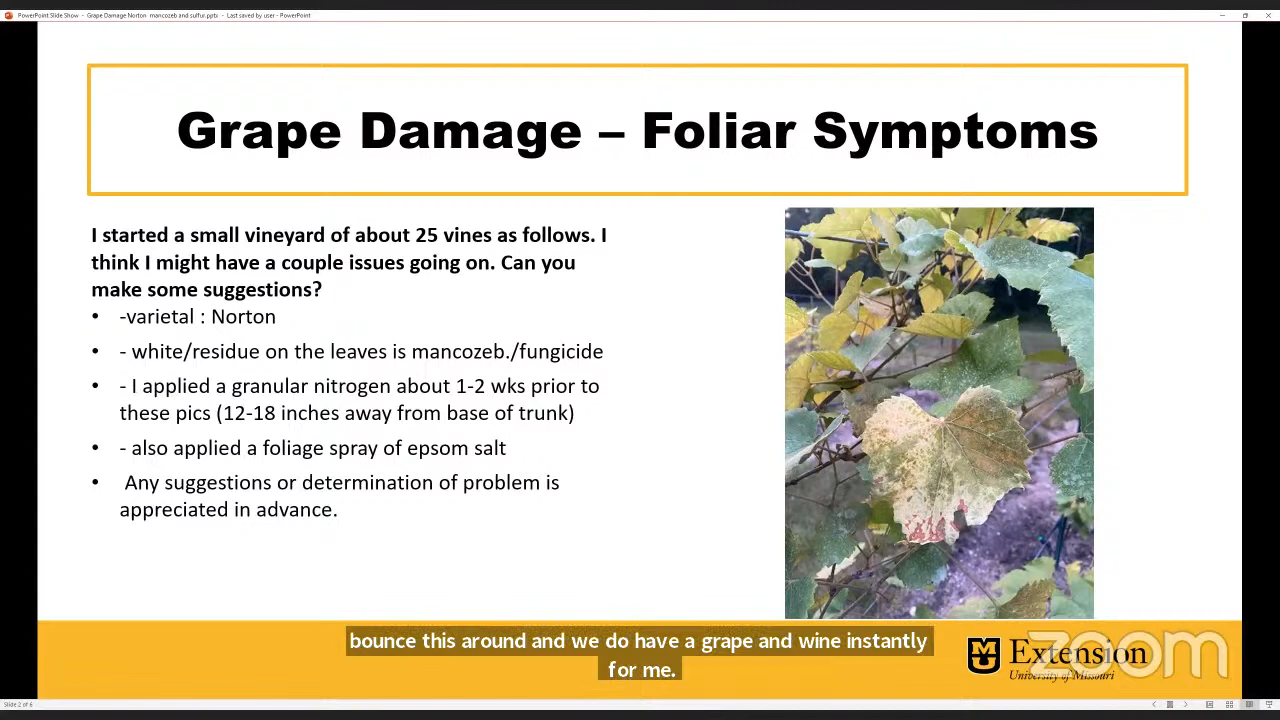 PowerPoint Slide Show - Grape Damage Norton mancozeb and sulfur.pptx - Last saved by user - PowerPoint
Grape Damage – Foliar Symptoms
I started a small vineyard of about 25 vines as follows. I
think I might have a couple issues going on. Can you
make some suggestions?
• -varietal : Norton
• - white/residue on the leaves is mancozeb./fungicide
• - I applied a granular nitrogen about 1-2 wks prior to
these pics (12-18 inches away from base of trunk)
• - also applied a foliage spray of epsom salt
• Any suggestions or determination of problem is
appreciated in advance.
bounce this around and we do have a grape and wine instantly
for me.
Extension
University of Missouri
zoom
Slide 2 of 6